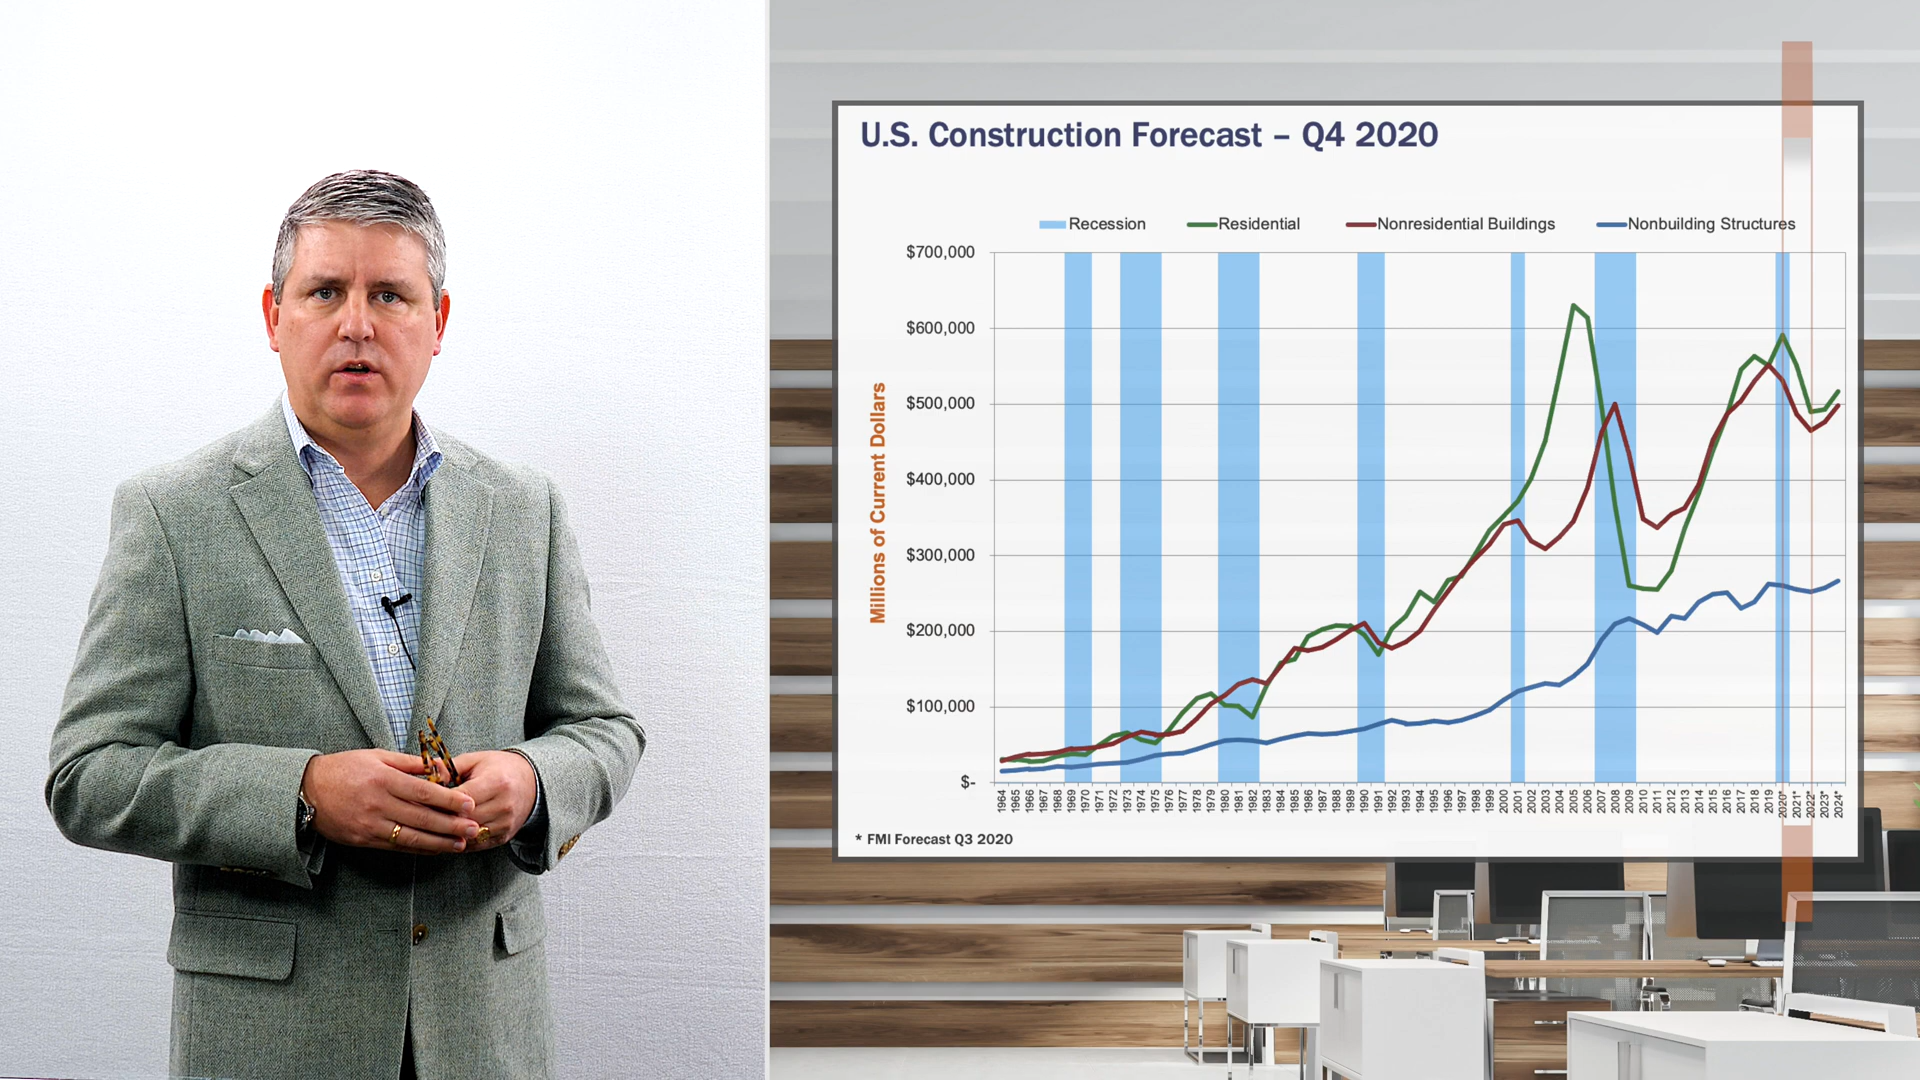 U.S. Construction Forecast – Q4 2020
Recession Residential Nonresidential Buildings Nonbuilding Structures
Millions of Current Dollars
$700,000
$600,000
$500,000
$400,000
$300,000
$200,000
$100,000
$-
1964 1965 1966 1967 1968 1969 1970 1971 1972 1973 1974 1975 1976 1977 1978 1979 1980 1981 1982 1983 1984 1985 1986 1987 1988 1989 1990 1991 1992 1993 1994 1995 1996 1997 1998 1999 2000 2001 2002 2003 2004 2005 2006 2007 2008 2009 2010 2011 2012 2013 2014 2015 2016 2017 2018 2019 2020* 2021* 2022* 2023* 2024*
* FMI Forecast Q3 2020